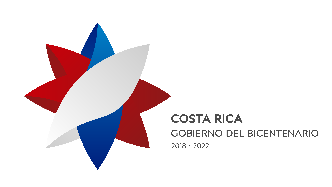 COSTA RICA
GOBIERNO DEL BICENTENARIO
2018 - 2022